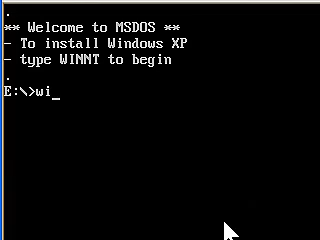 .
** Welcome to MSDOS **
- To install Windows XP
- type WINNT to begin
.
E:\>wi_